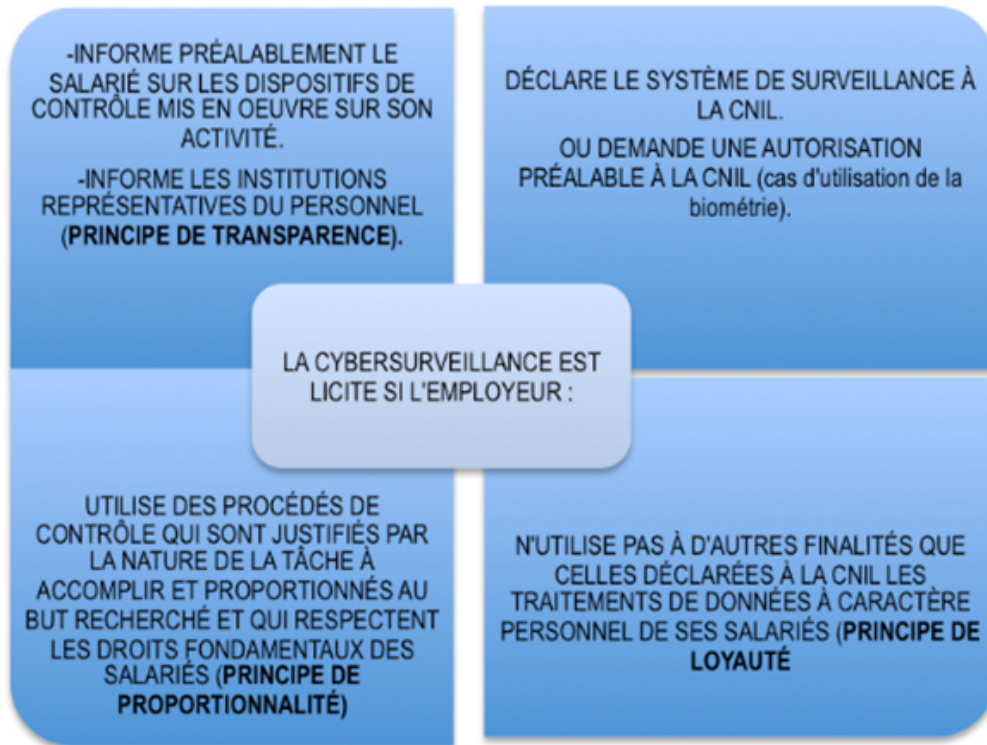 -INFORME PRÉALABLEMENT LE
SALARIÉ SUR LES DISPOSITIFS DE
CONTRÔLE MIS EN OEUVRE SUR SON
ACTIVITÉ.
-INFORME LES INSTITUTIONS
REPRÉSENTATIVES DU PERSONNEL
(PRINCIPE DE TRANSPARENCE).
DÉCLARE LE SYSTÈME DE SURVEILLANCE À
LA CNIL.
OU DEMANDE UNE AUTORISATION
PRÉALABLE À LA CNIL (cas d'utilisation de la
biométrie).
LA CYBERSURVEILLANCE EST
LICITE SI L'EMPLOYEUR :
UTILISE DES PROCÉDÉS DE
CONTRÔLE QUI SONT JUSTIFIÉS PAR
LA NATURE DE LA TÂCHE À
ACCOMPLIR ET PROPORTIONNÉS AU
BUT RECHERCHÉ ET QUI RESPECTENT
LES DROITS FONDAMENTAUX DES
SALARIÉS (PRINCIPE DE
PROPORTIONNALITÉ)
N'UTILISE PAS À D'AUTRES FINALITÉS QUE
CELLES DÉCLARÉES À LA CNIL LES
TRAITEMENTS DE DONNÉES À CARACTÈRE
PERSONNEL DE SES SALARIÉS (PRINCIPE DE
LOYAUTÉ